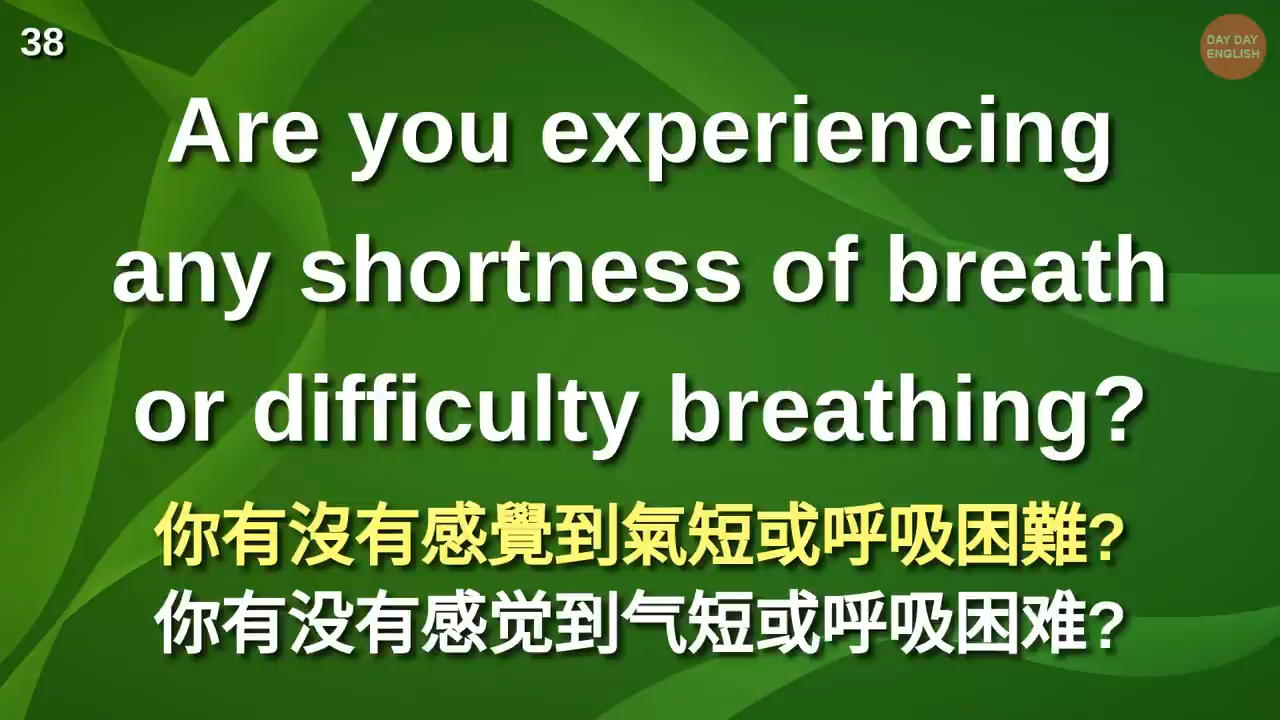 38
DAY DAY
ENGLISH
Are you experiencing
any shortness of breath
or difficulty breathing?
你有沒有感覺到氣短或呼吸困難?
你有没有感觉到气短或呼吸困难?